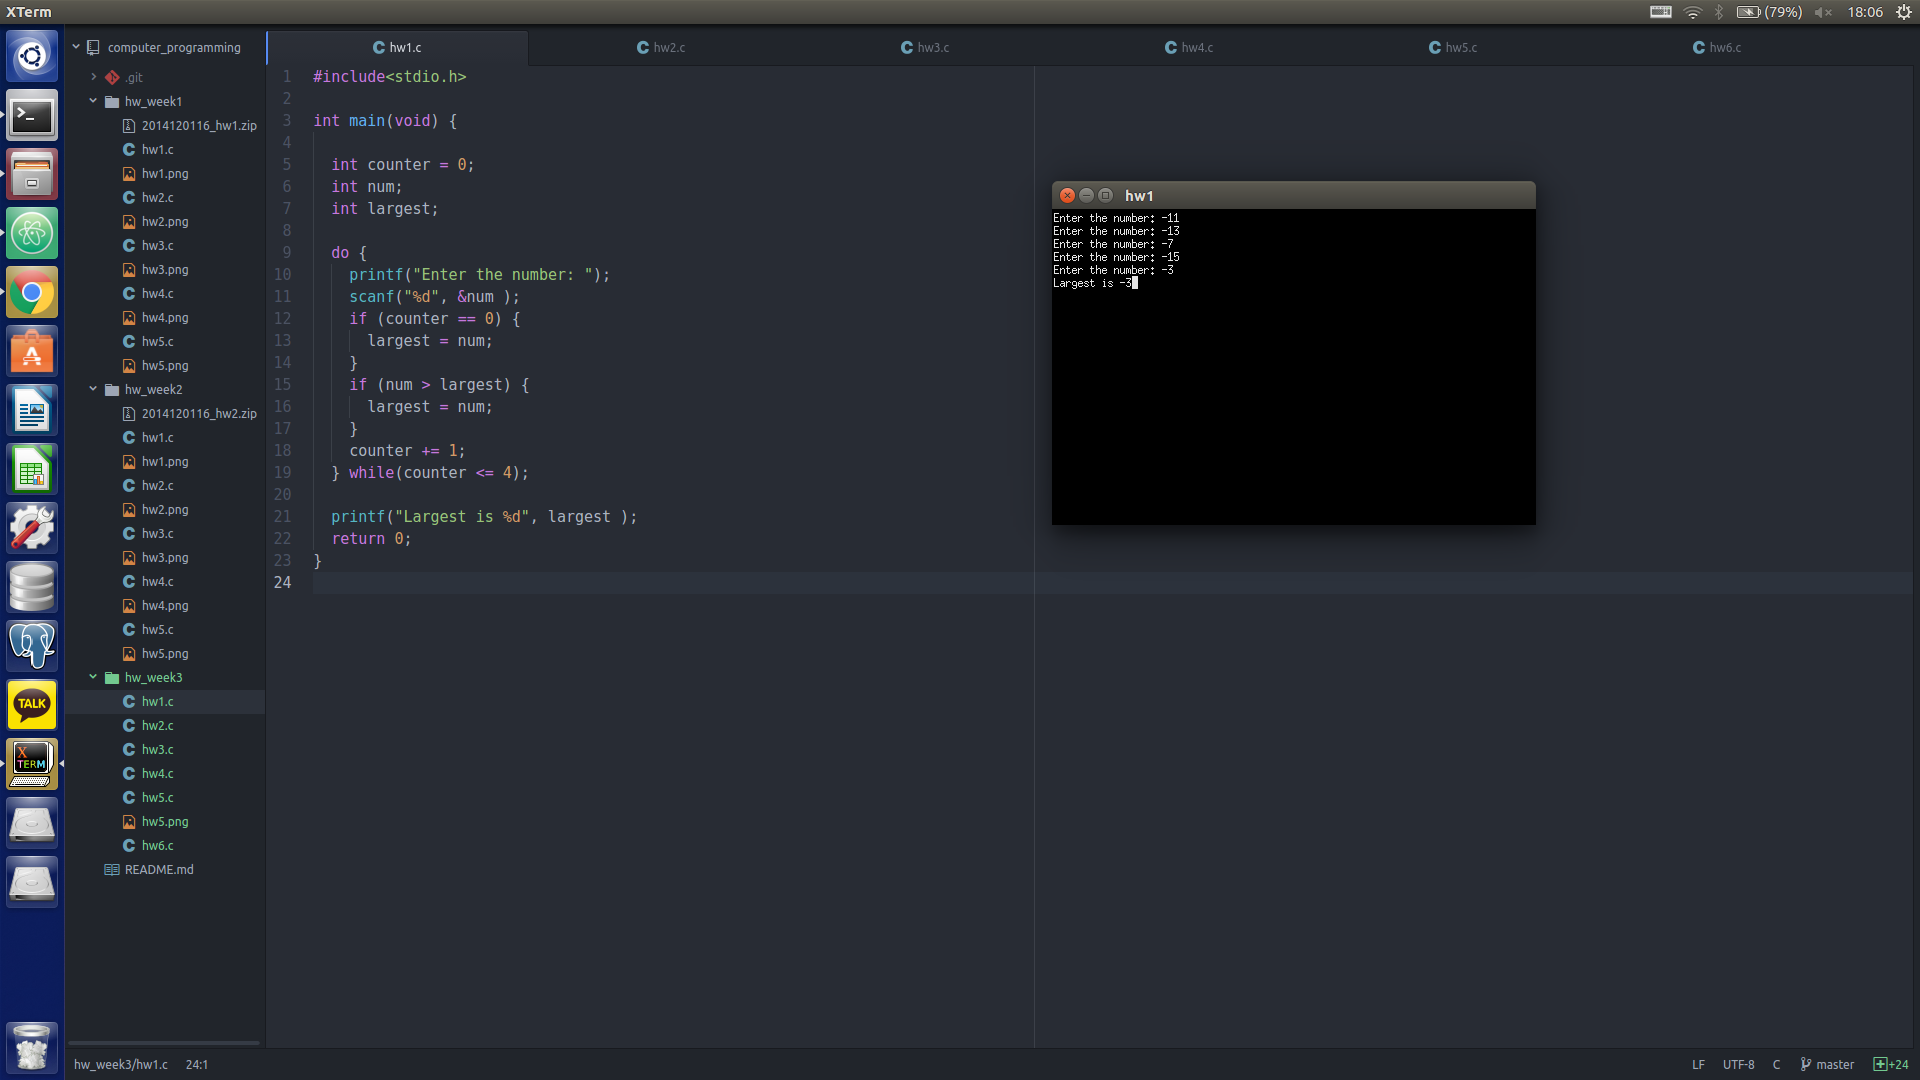 XTerm
(79%)
18:06
computer_programming
.git
hw_week1
2014120116_hw1.zip
hw1.c
hw1.png
hw2.c
hw2.png
hw3.c
hw3.png
hw4.c
hw4.png
hw5.c
hw5.png
hw_week2
2014120116_hw2.zip
hw1.c
hw1.png
hw2.c
hw2.png
hw3.c
hw3.png
hw4.c
hw4.png
hw5.c
hw5.png
hw_week3
hw1.c
hw2.c
hw3.c
hw4.c
hw5.c
hw5.png
hw6.c
README.md
TALK
X
TERM
hw1.c
hw2.c
hw3.c
hw4.c
hw5.c
hw6.c
1 #include<stdio.h>
2
3 int main(void) {
4
5   int counter = 0;
6   int num;
7   int largest;
8
9   do {
10     printf("Enter the number: ");
11     scanf("%d", &num );
12     if (counter == 0) {
13       largest = num;
14     }
15     if (num > largest) {
16       largest = num;
17     }
18     counter += 1;
19   } while(counter <= 4);
20
21   printf("Largest is %d", largest );
22   return 0;
23 }
24
hw1
Enter the number: -11
Enter the number: -13
Enter the number: -7
Enter the number: -15
Enter the number: -3
Largest is -3
hw_week3/hw1.c 24:1
LF UTF-8 C master +24